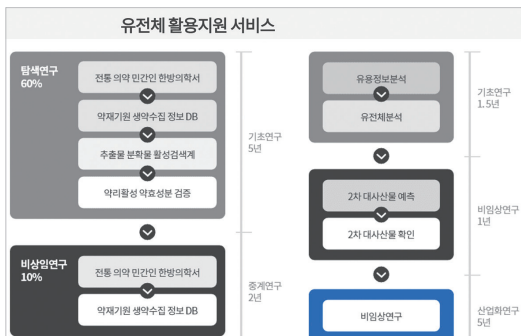 유전체 활용지원 서비스
탐색연구
60%
전통 의약 민간인 한방의학서
약재기원 생약수집 정보 DB
추출물 분확물 활성검색계
약리활성 약효성분 검증
기초연구
5년
비상임연구
10%
전통 의약 민간인 한방의학서
약재기원 생약수집 정보 DB
중계연구
2년
유용정보분석
유전체분석
기초연구
1.5년
2차 대사산물 예측
2차 대사산물 확인
비임상연구
1년
비임상연구
산업화연구
5년